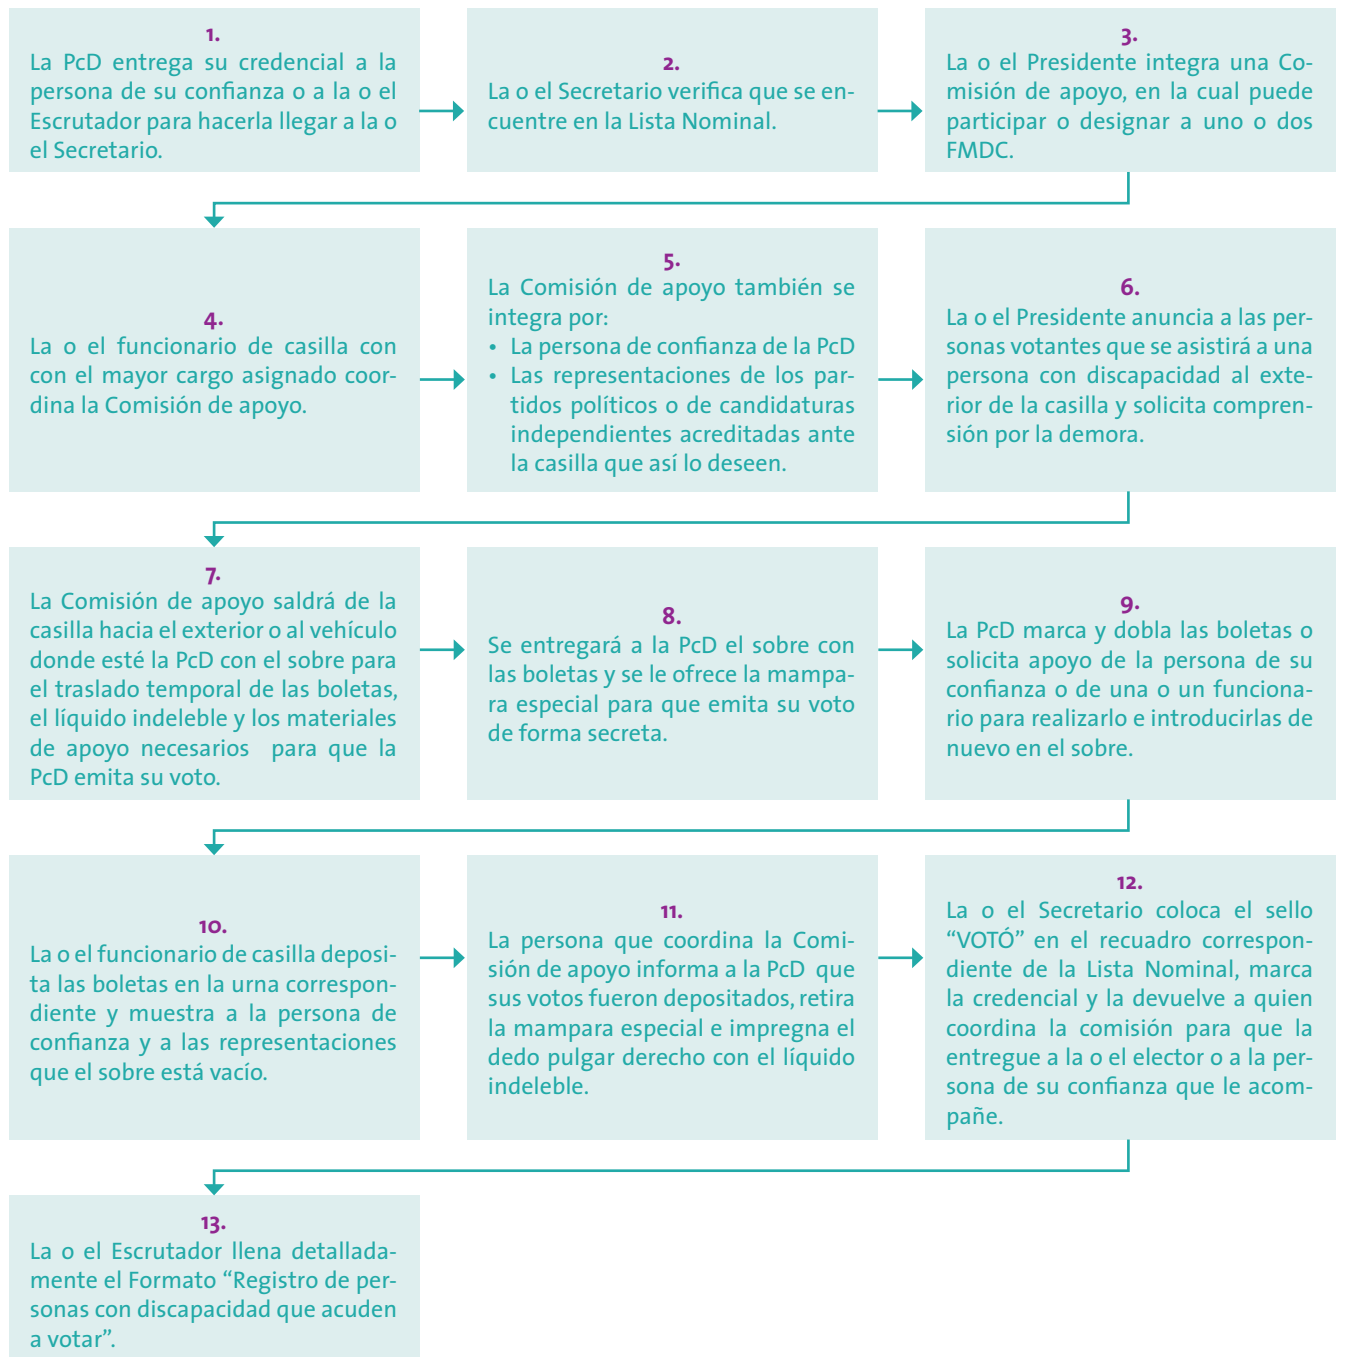 1.
La PcD entrega su credencial a la
persona de su confianza o a la o el
Escrutador para hacerla llegar a la o
el Secretario.
2.
La o el Secretario verifica que se en-
cuentre en la Lista Nominal.
3.
La o el Presidente integra una Co-
misión de apoyo, en la cual puede
participar o designar a uno o dos
FMDC.
4.
La o el funcionario de casilla con
con el mayor cargo asignado coor-
dina la Comisión de apoyo.
5.
La Comisión de apoyo también se
integra por:
• La persona de confianza de la PcD
• Las representaciones de los par-
tidos políticos o de candidaturas
independientes acreditadas ante
la casilla que así lo deseen.
6.
La o el Presidente anuncia a las per-
sonas votantes que se asistirá a una
persona con discapacidad al exte-
rior de la casilla y solicita compren-
sión por la demora.
7.
La Comisión de apoyo saldrá de la
casilla hacia el exterior o al vehículo
donde esté la PcD con el sobre para
el traslado temporal de las boletas,
el líquido indeleble y los materiales
de apoyo necesarios para que la
PcD emita su voto.
8.
Se entregará a la PcD el sobre con
las boletas y se le ofrece la mampa-
ra especial para que emita su voto
de forma secreta.
9.
La PcD marca y dobla las boletas o
solicita apoyo de la persona de su
confianza o de una o un funciona-
rio para realizarlo e introducirlas de
nuevo en el sobre.
10.
La o el funcionario de casilla deposi-
ta las boletas en la urna correspon-
diente y muestra a la persona de
confianza y a las representaciones
que el sobre está vacío.
11.
La persona que coordina la Comi-
sión de apoyo informa a la PcD que
sus votos fueron depositados, retira
la mampara especial e impregna el
dedo pulgar derecho con el líquido
indeleble.
12.
La o el Secretario coloca el sello
“VOTÓ” en el recuadro correspon-
diente de la Lista Nominal, marca
la credencial y la devuelve a quien
coordina la comisión para que la
entregue a la o el elector o a la per-
sona de su confianza que le acom-
pañe.
13.
La o el Escrutador llena detallada-
mente el Formato “Registro de per-
sonas con discapacidad que acuden
a votar”.